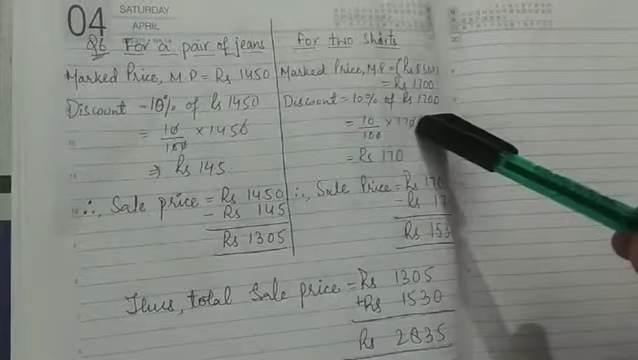 04 SATURDAY
APRIL
Q6 For a pair of jeans
Marked Price, M.P = Rs 1450
Discount - 10% of Rs 1450
= 10/100 × 1450
⇒ Rs 145
∴, Sale price = Rs 1450
- Rs 145
Rs 1305
For two shirts
Marked Price, M.P = (Rs 850
= Rs 1700
Discount = 10% of Rs 1700
= 10/100 × 170
= Rs 170
∴, Sale Price = Rs 170
- Rs 17
Rs 153
Thus, total Sale price = Rs 1305
+Rs 1530
Rs 2835